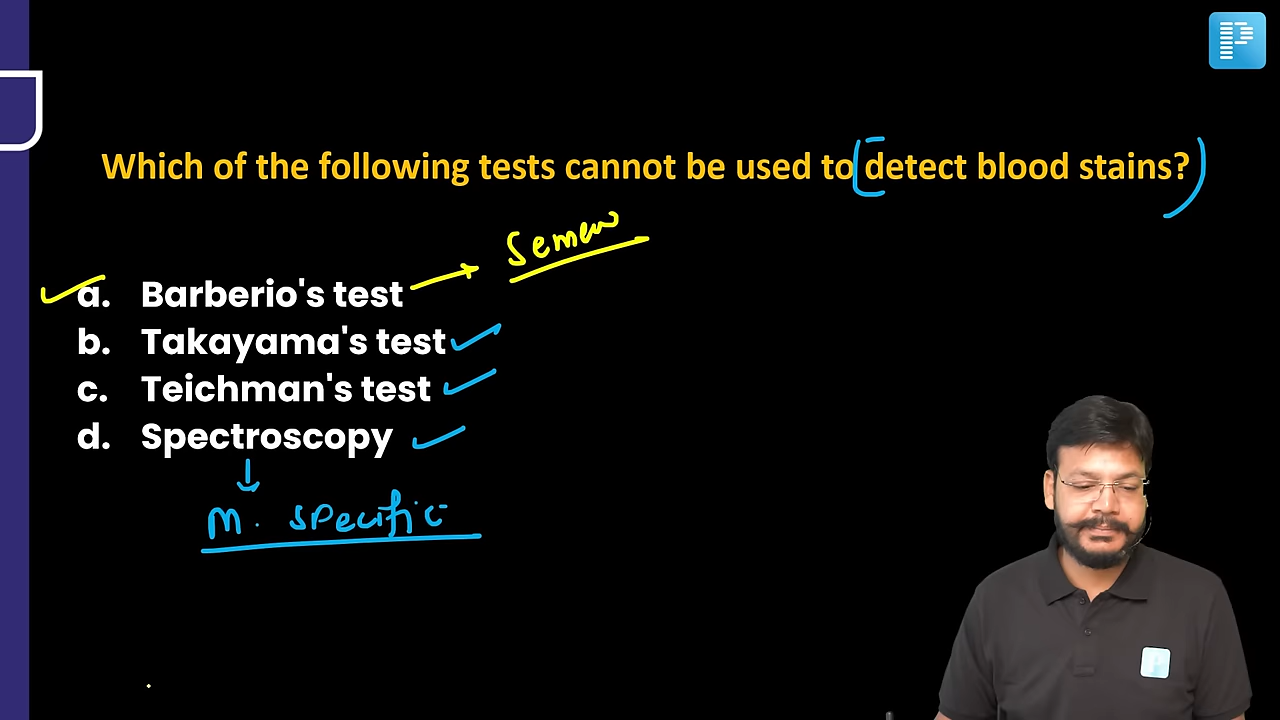 Which of the following tests cannot be used to detect blood stains?
Semen
a. Barberio's test
b. Takayama's test
c. Teichman's test
d. Spectroscopy
M. specific